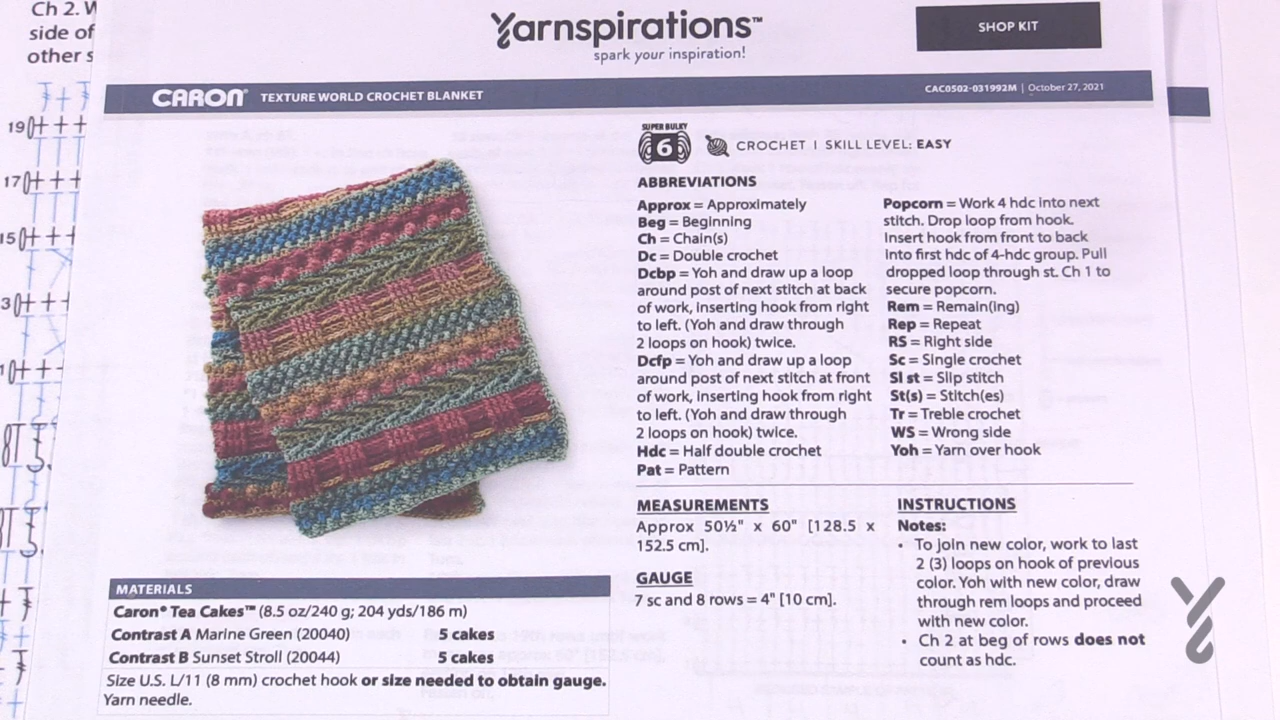 Ch 2. W
side of
other s
19
17
15
Yarnspirations™
spark your inspiration!
SHOP KIT
CARON® TEXTURE WORLD CROCHET BLANKET
CAC0502-031992M | October 27, 2021
SUPER BULKY
6
CROCHET | SKILL LEVEL: EASY
ABBREVIATIONS
Approx = Approximately
Beg = Beginning
Ch = Chain(s)
Dc = Double crochet
Dcbp = Yoh and draw up a loop
around post of next stitch at back
of work, inserting hook from right
to left. (Yoh and draw through
2 loops on hook) twice.
Dcfp = Yoh and draw up a loop
around post of next stitch at front
of work, inserting hook from right
to left. (Yoh and draw through
2 loops on hook) twice.
Hdc = Half double crochet
Pat = Pattern
Popcorn = Work 4 hdc into next
stitch. Drop loop from hook.
Insert hook from front to back
into first hdc of 4-hdc group. Pull
dropped loop through st. Ch 1 to
secure popcorn.
Rem = Remain(ing)
Rep = Repeat
RS = Right side
Sc = Single crochet
Sl st = Slip stitch
St(s) = Stitch(es)
Tr = Treble crochet
WS = Wrong side
Yoh = Yarn over hook
MEASUREMENTS
Approx 50½" x 60" [128.5 x
152.5 cm].
GAUGE
7 sc and 8 rows = 4" [10 cm].
INSTRUCTIONS
Notes:
• To join new color, work to last
2 (3) loops on hook of previous
color. Yoh with new color, draw
through rem loops and proceed
with new color.
• Ch 2 at beg of rows does not
count as hdc.
MATERIALS
Caron® Tea Cakes™ (8.5 oz/240 g; 204 yds/186 m)
Contrast A Marine Green (20040) 5 cakes
Contrast B Sunset Stroll (20044) 5 cakes
Size U.S. L/11 (8 mm) crochet hook or size needed to obtain gauge.
Yarn needle.